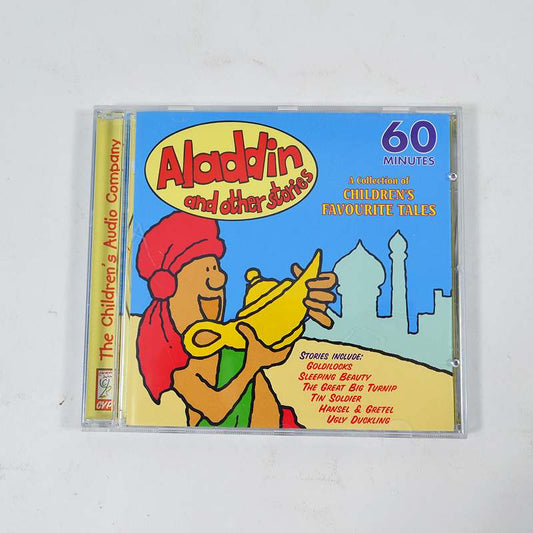 The Children's Audio Company
CYP
Aladdin
and other stories
60
MINUTES
A Collection of
CHILDREN'S
FAVOURITE TALES
STORIES INCLUDE:
GOLDILOCKS
SLEEPING BEAUTY
THE GREAT BIG TURNIP
TIN SOLDIER
HANSEL & GRETEL
UGLY DUCKLING